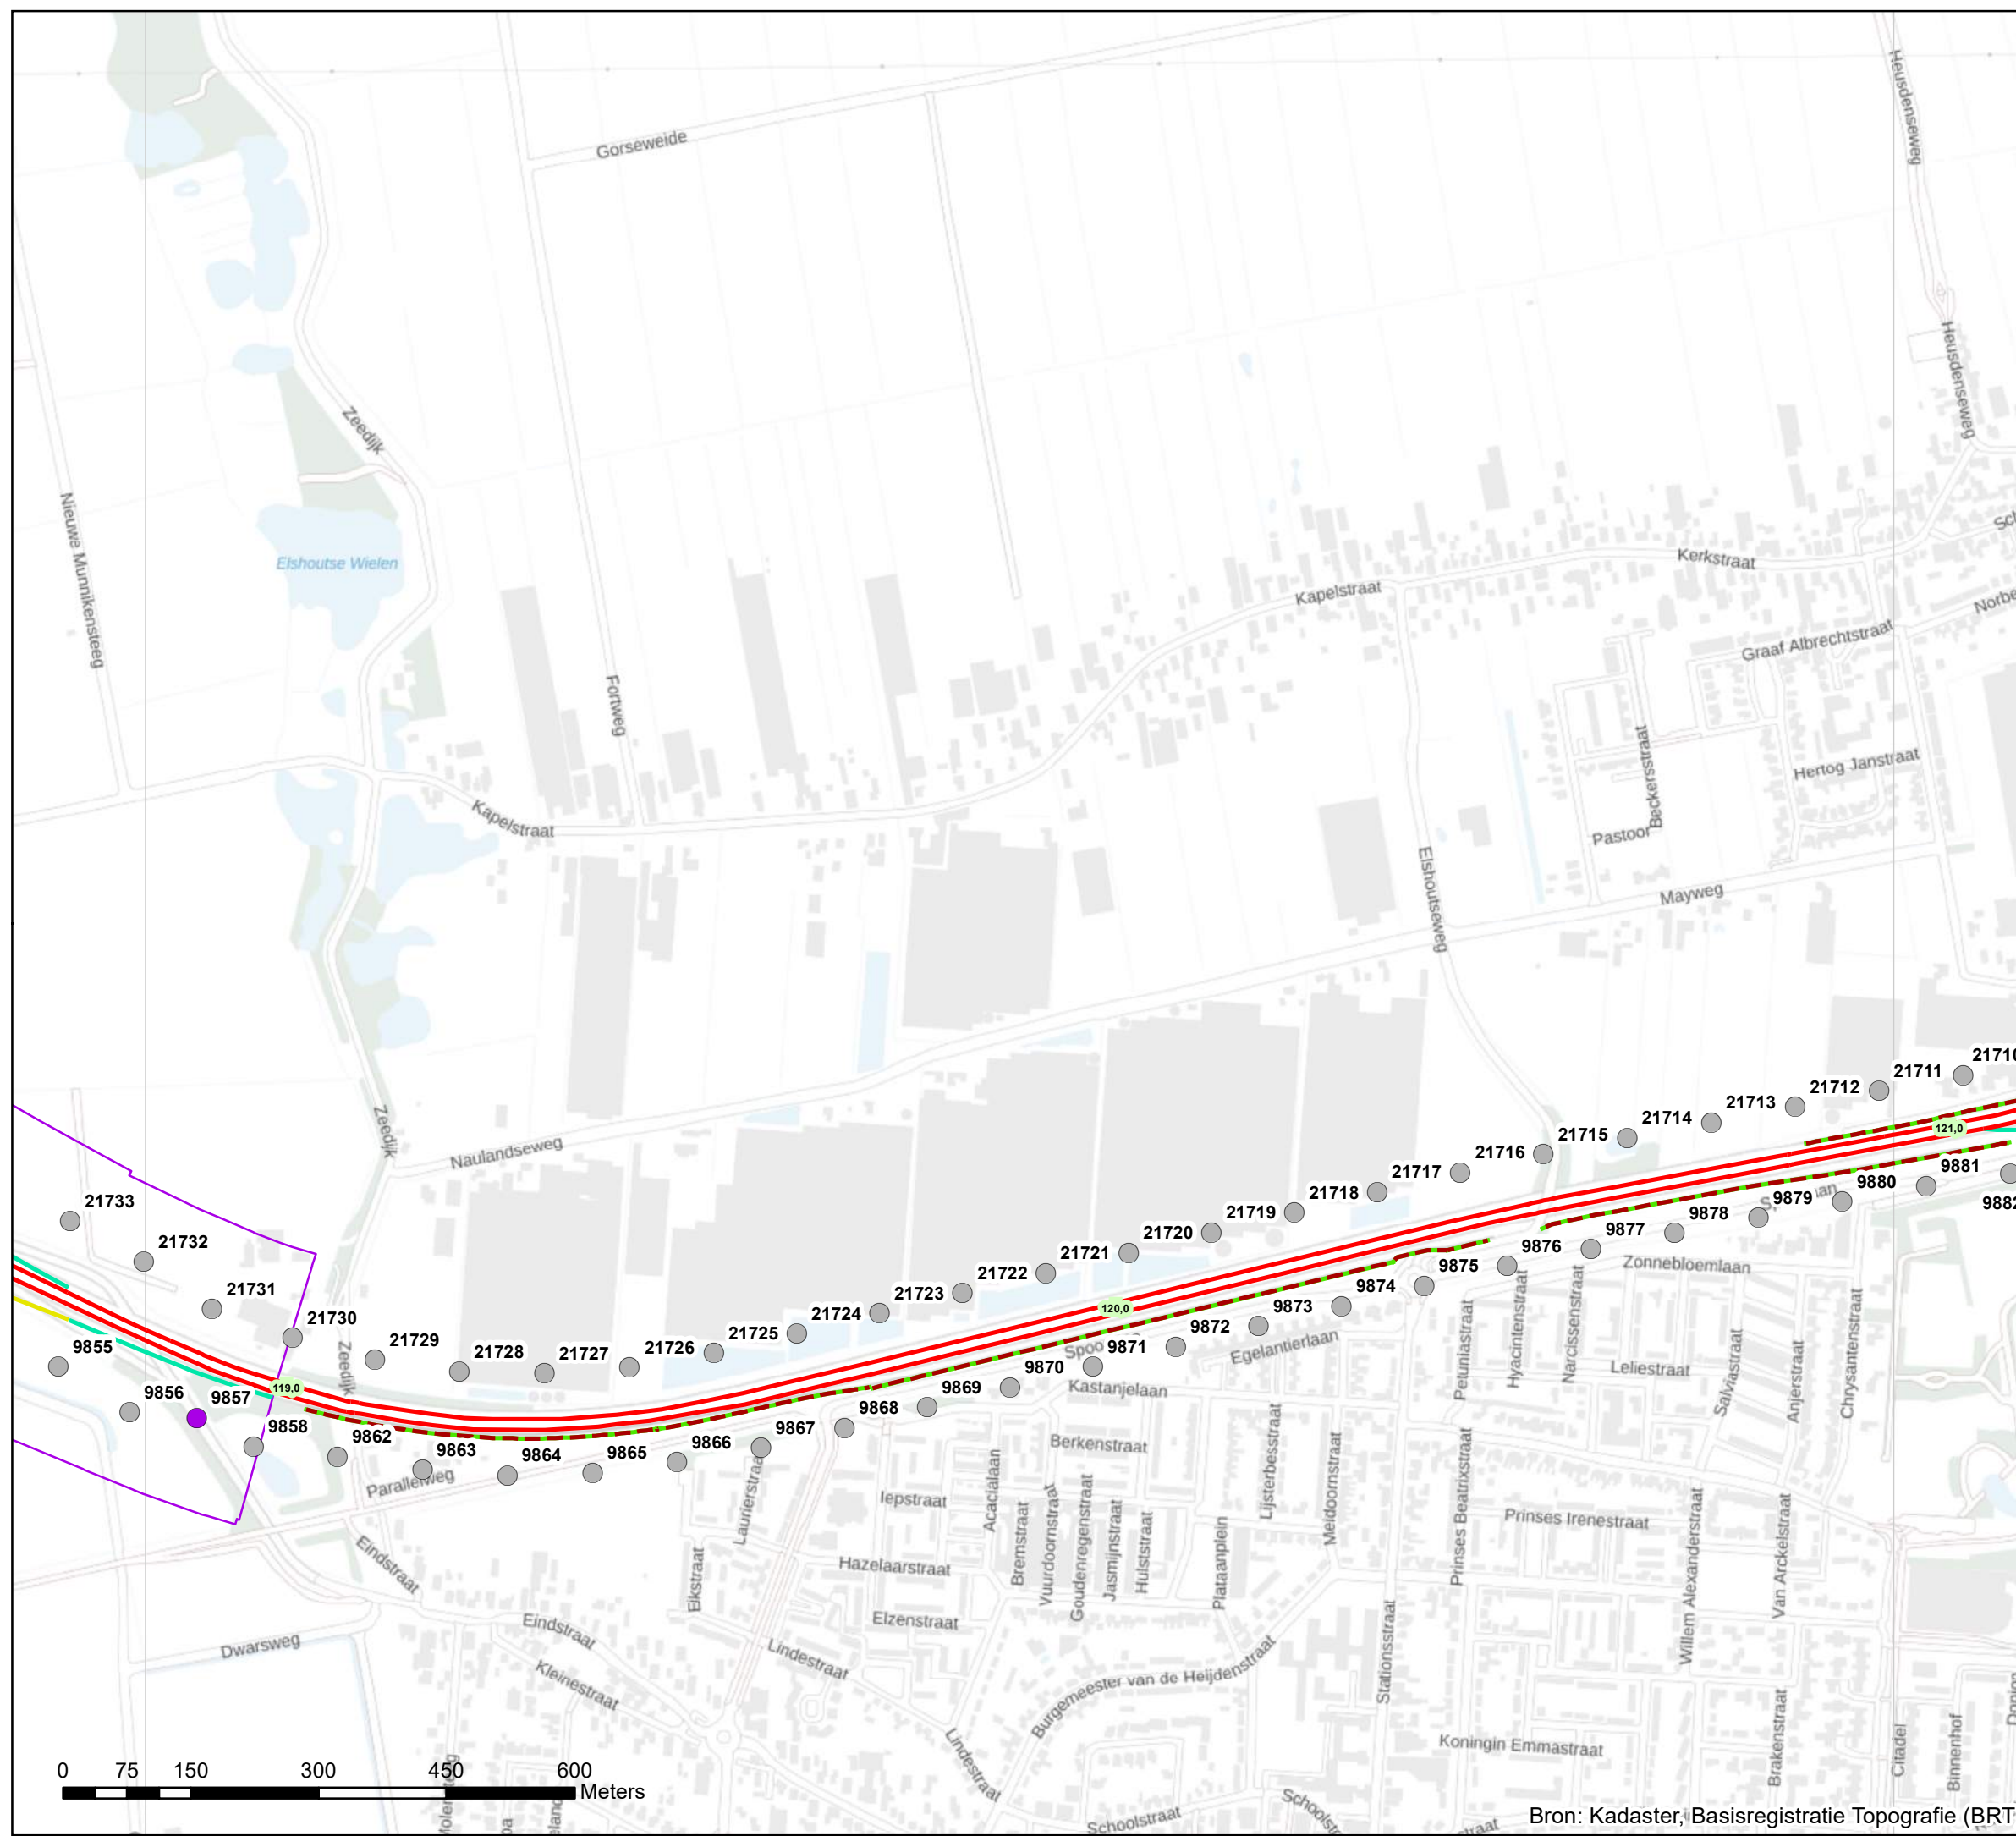 Heusdenseweg
Gorseweide
Heusdenseweg
Zeedijk
Nieuwe Munnikensteeg
Elshoutse Wielen
Kerkstraat
Kapelstraat
Graaf Albrechtstraat
Fortweg
Beckersstraat
Hertog Janstraat
Kapelstraat
Pastoor
Elshoutseweg
Mayweg
Zeedijk
Naulandseweg
21710
21711
21712
21713
21714
21715
21716
21717
21718
21719
21720
21721
21722
21723
21724
21725
21726
21727
21728
21729
21730
21731
21732
21733
121,0
120,0
119,0
Zeedijk
9855
9856
9857
9858
9862
9863
9864
9865
9866
9867
9868
9869
9870
9871
9872
9873
9874
9875
9876
9877
9878
9879
9880
9881
9882
Spoo
Egelantierlaan
Kastanjelaan
Zonnebloemlaan
Leliestraat
Petuniastraat
Hyacintenstraat
Narcissenstraat
Salviastraat
Anjerstraat
Chrysantenstraat
Parallelweg
Berkenstraat
Iepstraat
Acacialaan
Bremstraat
Vuurdoornstraat
Goudenregenstraat
Jasmijnstraat
Hulststraat
Plataanplein
Lijsterbesstraat
Meidoornstraat
Prinses Beatrixstraat
Prinses Irenestraat
Willem Alexanderstraat
Van Arckelstraat
Laurierstraat
Eikstraat
Hazelaarstraat
Elzenstraat
Eindstraat
Eindstraat
Dwarsweg
Kleinestraat
Lindestraat
Lindestraat
Burgemeester van de Heijdenstraat
Stationsstraat
Koningin Emmastraat
Brakenstraat
Citadel
Binnenhof
Schoolstraat
0 75 150 300 450 600
Meters
Bron: Kadaster, Basisregistratie Topografie (BRT